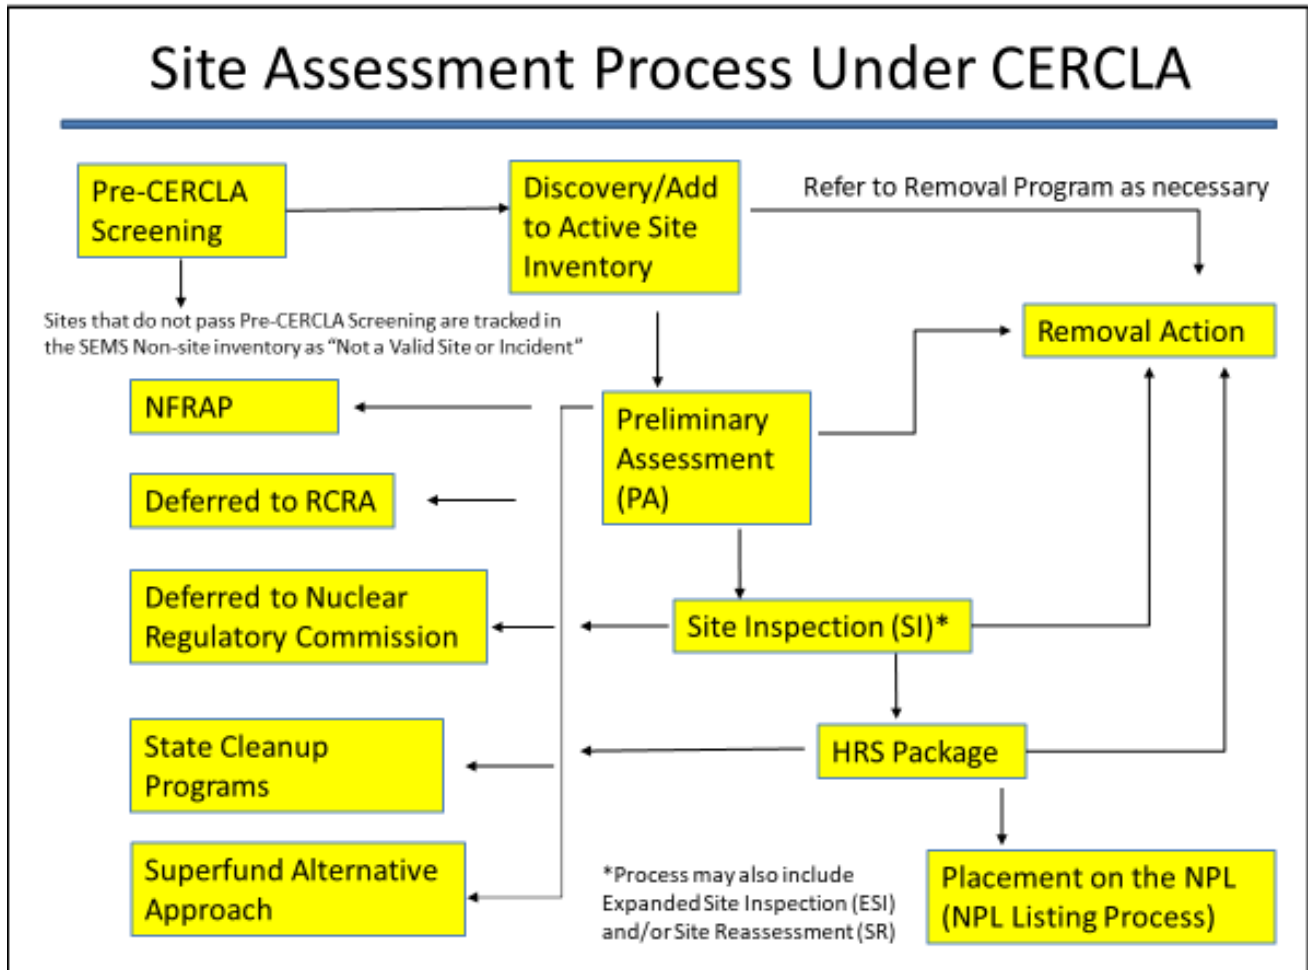 Site Assessment Process Under CERCLA
Pre-CERCLA
Screening
Discovery/Add
to Active Site
Inventory
Refer to Removal Program as necessary
Sites that do not pass Pre-CERCLA Screening are tracked in
the SEMS Non-site inventory as “Not a Valid Site or Incident”
Removal Action
NFRAP
Preliminary
Assessment
(PA)
Deferred to RCRA
Deferred to Nuclear
Regulatory Commission
Site Inspection (SI)*
State Cleanup
Programs
HRS Package
Superfund Alternative
Approach
*Process may also include
Expanded Site Inspection (ESI)
and/or Site Reassessment (SR)
Placement on the NPL
(NPL Listing Process)